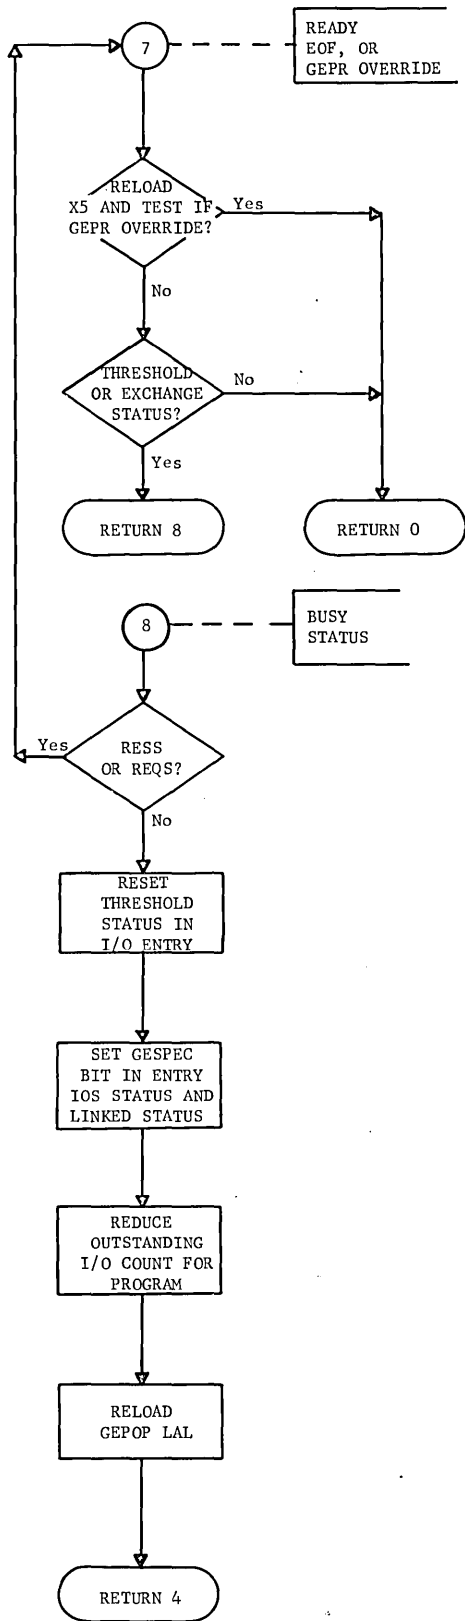 7
READY
EOF, OR
GEPR OVERRIDE
RELOAD
X5 AND TEST IF
GEPR OVERRIDE?
Yes
No
THRESHOLD
OR EXCHANGE
STATUS?
No
Yes
RETURN 8
RETURN 0
8
BUSY
STATUS
Yes
RESS
OR REQS?
No
RESET
THRESHOLD
STATUS IN
I/O ENTRY
SET GESPEC
BIT IN ENTRY
IOS STATUS AND
LINKED STATUS
REDUCE
OUTSTANDING
I/O COUNT FOR
PROGRAM
RELOAD
GEPOP LAL
RETURN 4